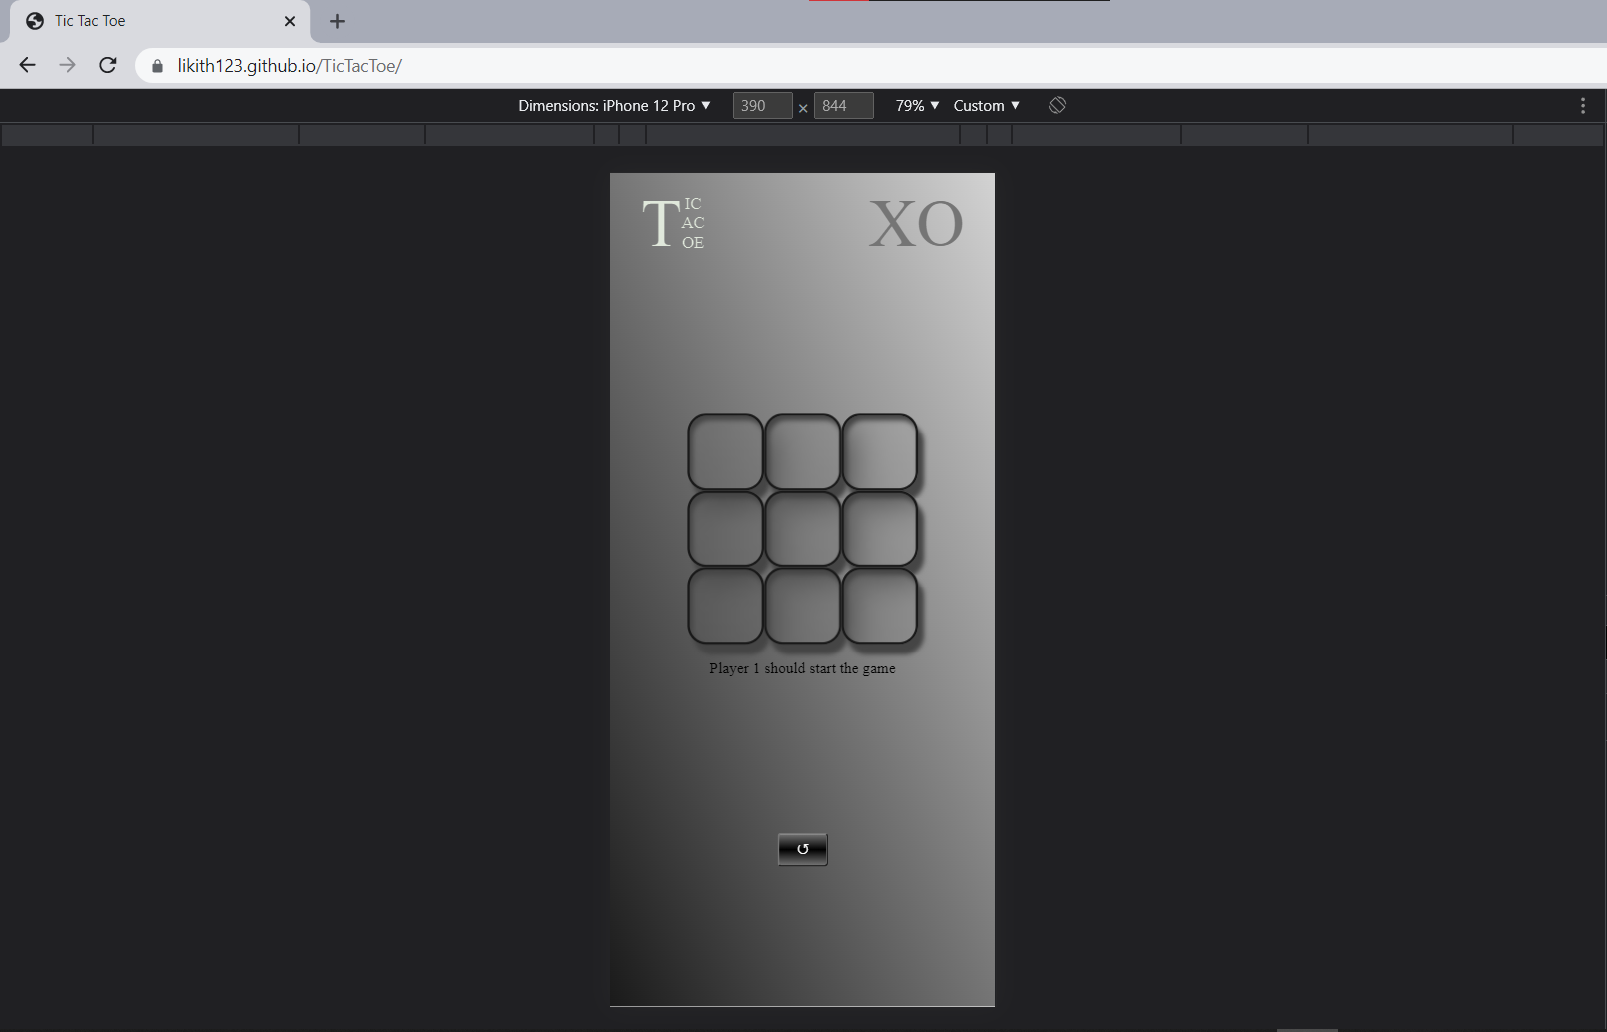 Tic Tac Toe
likith123.github.io/TicTacToe/
Dimensions: iPhone 12 Pro ▼ 390 × 844 79% ▼ Custom ▼
T IC
AC
OE
XO
Player 1 should start the game
↺